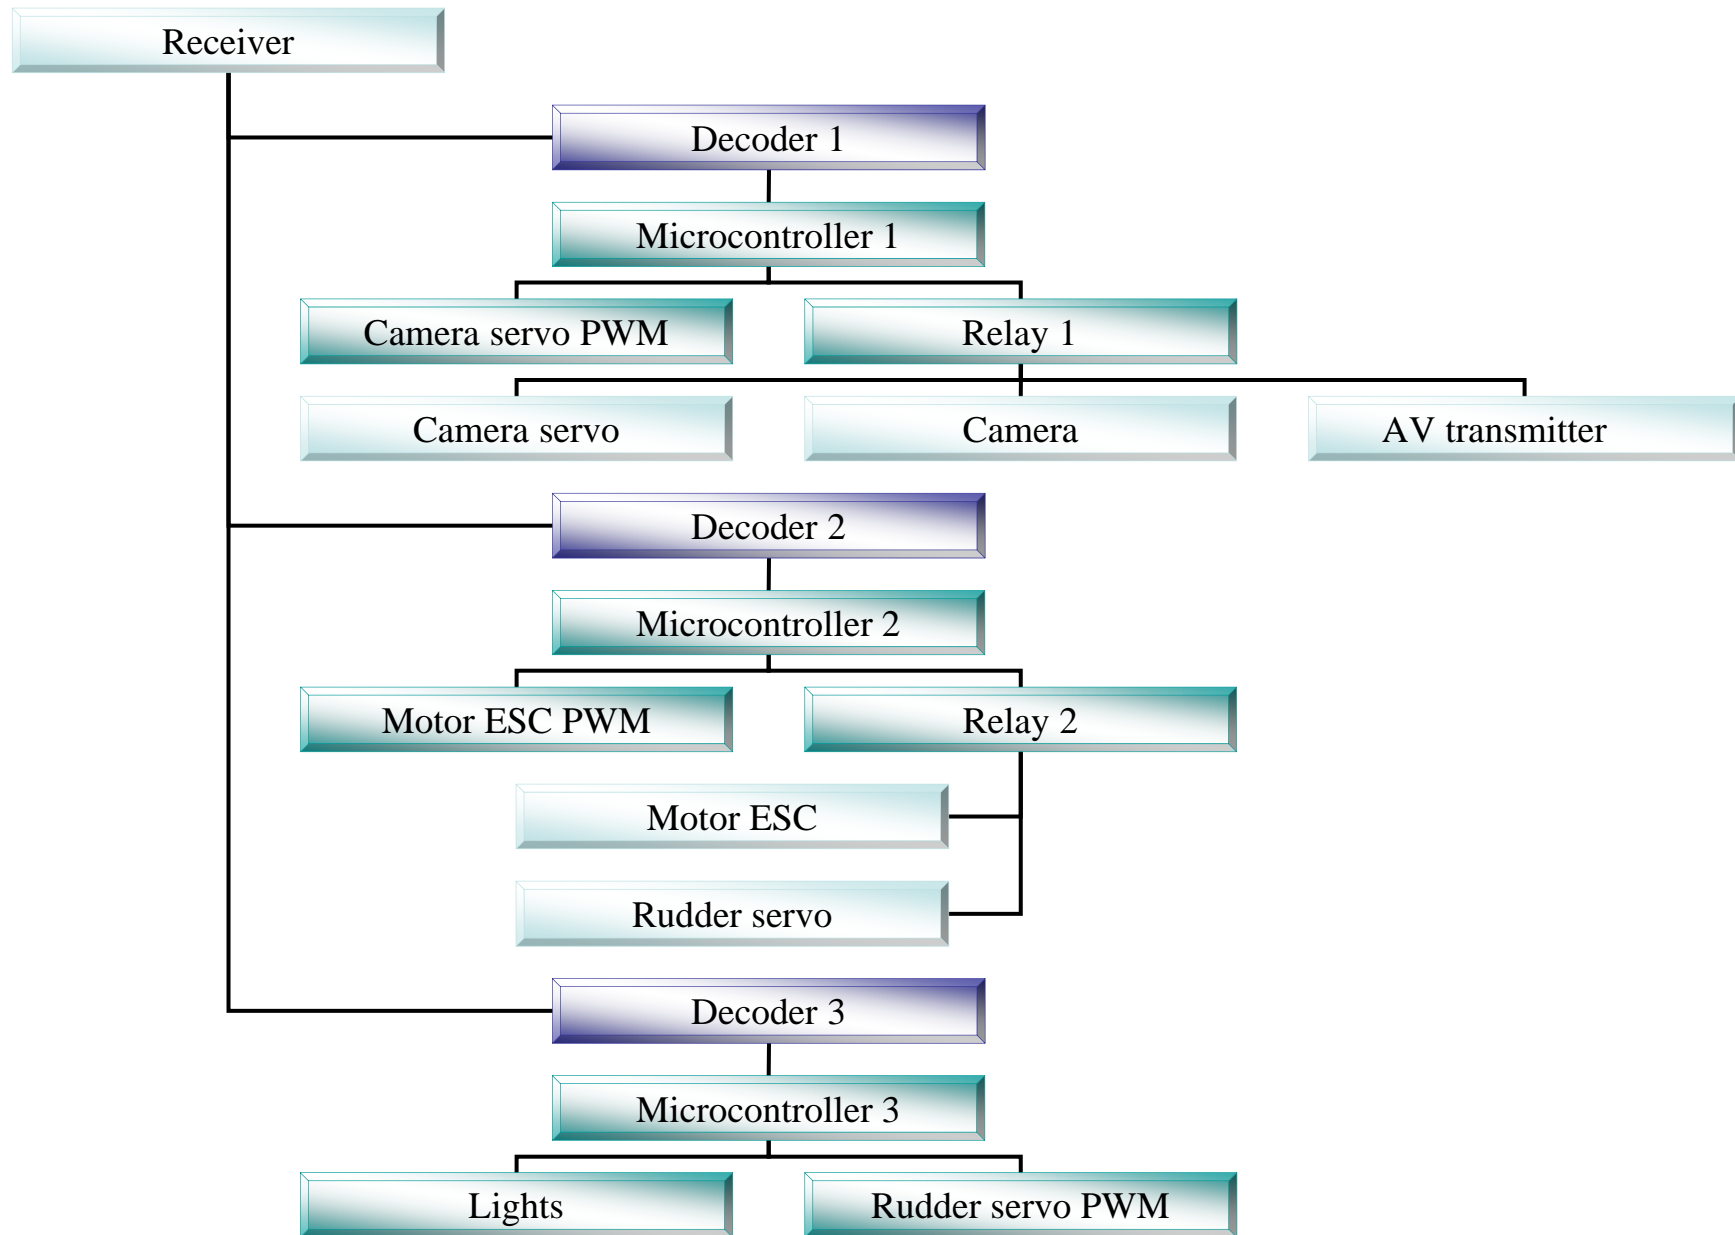 Receiver
Decoder 1
Microcontroller 1
Camera servo PWM
Relay 1
Camera servo
Camera
AV transmitter
Decoder 2
Microcontroller 2
Motor ESC PWM
Relay 2
Motor ESC
Rudder servo
Decoder 3
Microcontroller 3
Lights
Rudder servo PWM